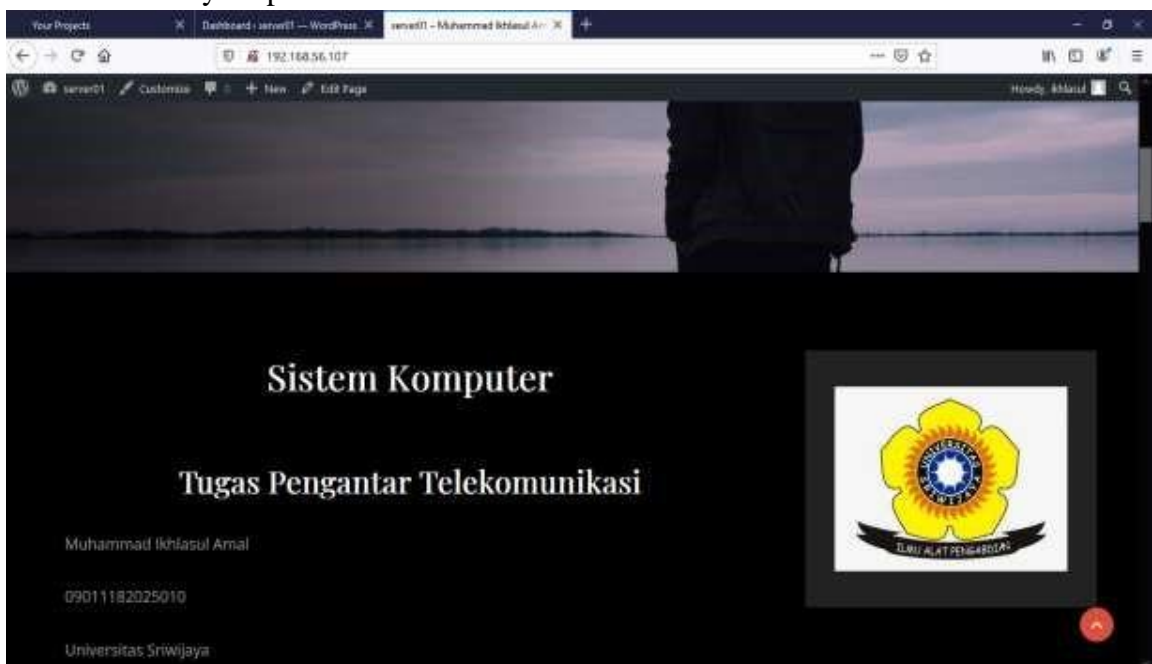 Your Projects
Dashboard ‹ server01 — WordPress
server01 – Muhammad Ikhlasul Am
192.168.56.107
server01 Customize New Edit Page
Howdy, ikhlasul
Sistem Komputer
Tugas Pengantar Telekomunikasi
Muhammad Ikhlasul Amal
09011182025010
Universitas Sriwijaya
UNIVERSITAS
SRIWIJAYA
ILMU ALAT PENGABDIAN